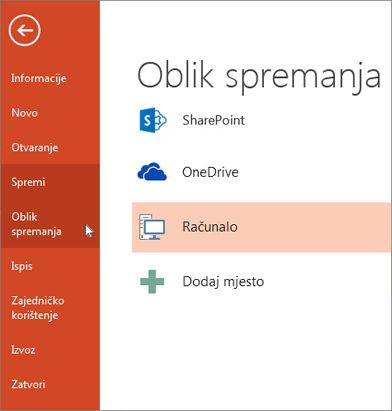 Informacije
Novo
Otvaranje
Spremi
Oblik
spremanja
Ispis
Zajedničko
korištenje
Izvoz
Zatvori
Oblik spremanja
SharePoint
OneDrive
Računalo
Dodaj mjesto